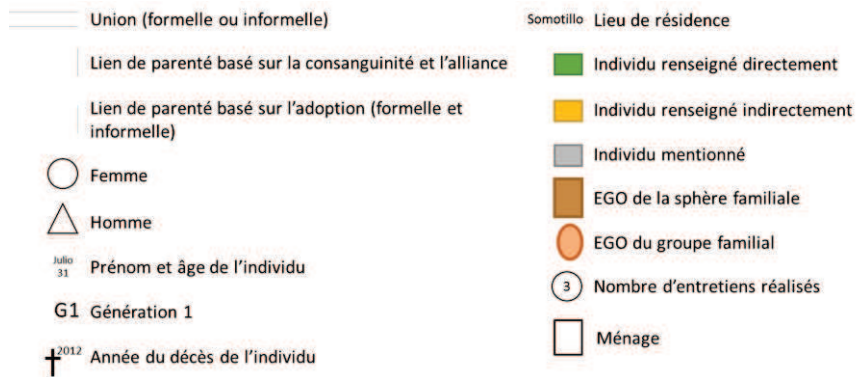 Union (formelle ou informelle)
Lien de parenté basé sur la consanguinité et l'alliance
Lien de parenté basé sur l'adoption (formelle et
informelle)
Femme
Homme
Julio
31
Prénom et âge de l'individu
G1 Génération 1
2012 Année du décès de l'individu
Somotillo Lieu de résidence
Individu renseigné directement
Individu renseigné indirectement
Individu mentionné
EGO de la sphère familiale
EGO du groupe familial
3 Nombre d'entretiens réalisés
Ménage